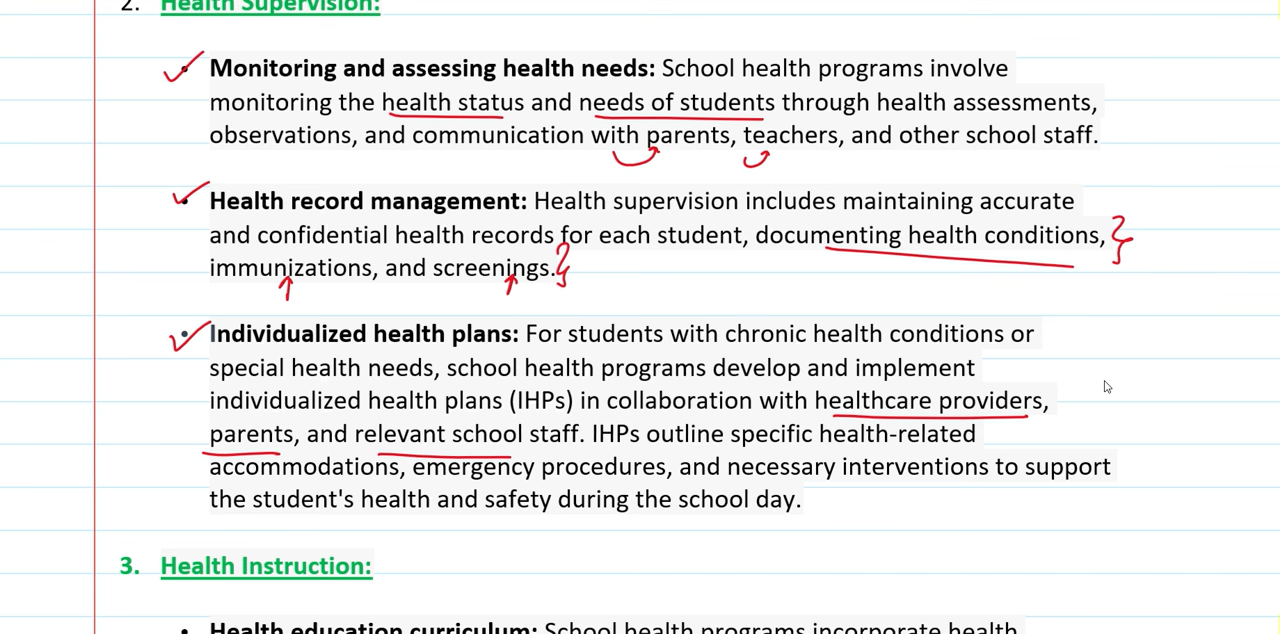 2. Health Supervision:
• Monitoring and assessing health needs: School health programs involve
monitoring the health status and needs of students through health assessments,
observations, and communication with parents, teachers, and other school staff.
• Health record management: Health supervision includes maintaining accurate
and confidential health records for each student, documenting health conditions,
immunizations, and screenings.
• Individualized health plans: For students with chronic health conditions or
special health needs, school health programs develop and implement
individualized health plans (IHPs) in collaboration with healthcare providers,
parents, and relevant school staff. IHPs outline specific health-related
accommodations, emergency procedures, and necessary interventions to support
the student's health and safety during the school day.
3. Health Instruction:
• Health education curriculum: School health programs incorporate health